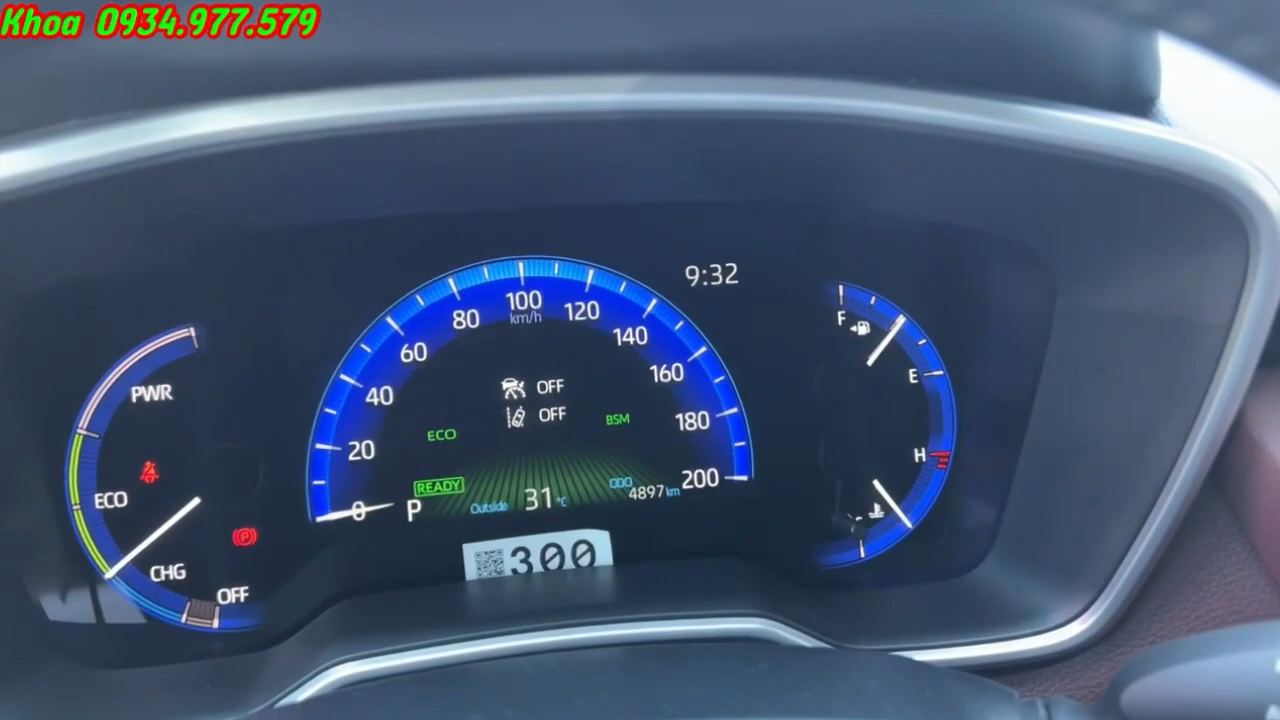 Khoa 0934.977.579
9:32
100
km/h
80
120
60
140
40
160
20
180
0
200
OFF
OFF
ECO
BSM
READY
P
Outside 31°C
ODO
4897 km
PWR
ECO
CHG
OFF
F
E
H
300